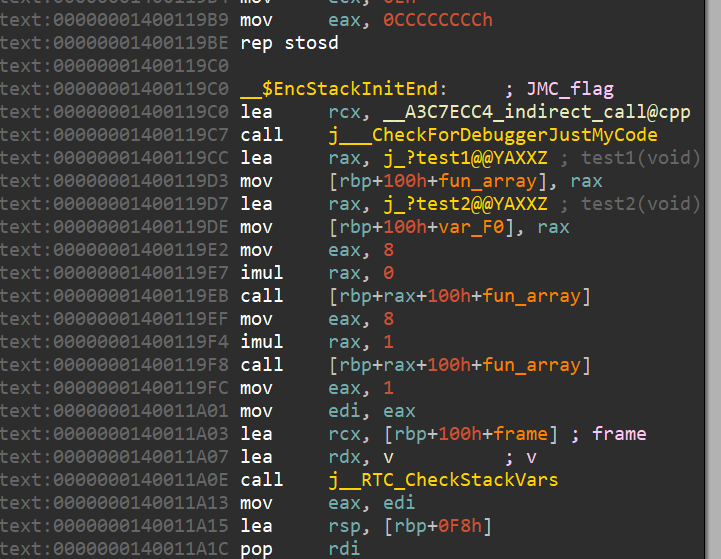 text:00000001400119B9 mov eax, 0CCCCCCCCh
text:00000001400119BE rep stosd
text:00000001400119C0
text:00000001400119C0 __$EncStackInitEnd: ; JMC_flag
text:00000001400119C0 lea rcx, __A3C7ECC4_indirect_call@cpp
text:00000001400119C7 call j___CheckForDebuggerJustMyCode
text:00000001400119CC lea rax, j_?test1@@YAXXZ ; test1(void)
text:00000001400119D3 mov [rbp+100h+fun_array], rax
text:00000001400119D7 lea rax, j_?test2@@YAXXZ ; test2(void)
text:00000001400119DE mov [rbp+100h+var_F0], rax
text:00000001400119E2 mov eax, 8
text:00000001400119E7 imul rax, 0
text:00000001400119EB call [rbp+rax+100h+fun_array]
text:00000001400119EF mov eax, 8
text:00000001400119F4 imul rax, 1
text:00000001400119F8 call [rbp+rax+100h+fun_array]
text:00000001400119FC mov eax, 1
text:0000000140011A01 mov edi, eax
text:0000000140011A03 lea rcx, [rbp+100h+frame] ; frame
text:0000000140011A07 lea rdx, v ; v
text:0000000140011A0E call j__RTC_CheckStackVars
text:0000000140011A13 mov eax, edi
text:0000000140011A15 lea rsp, [rbp+0F8h]
text:0000000140011A1C pop rdi